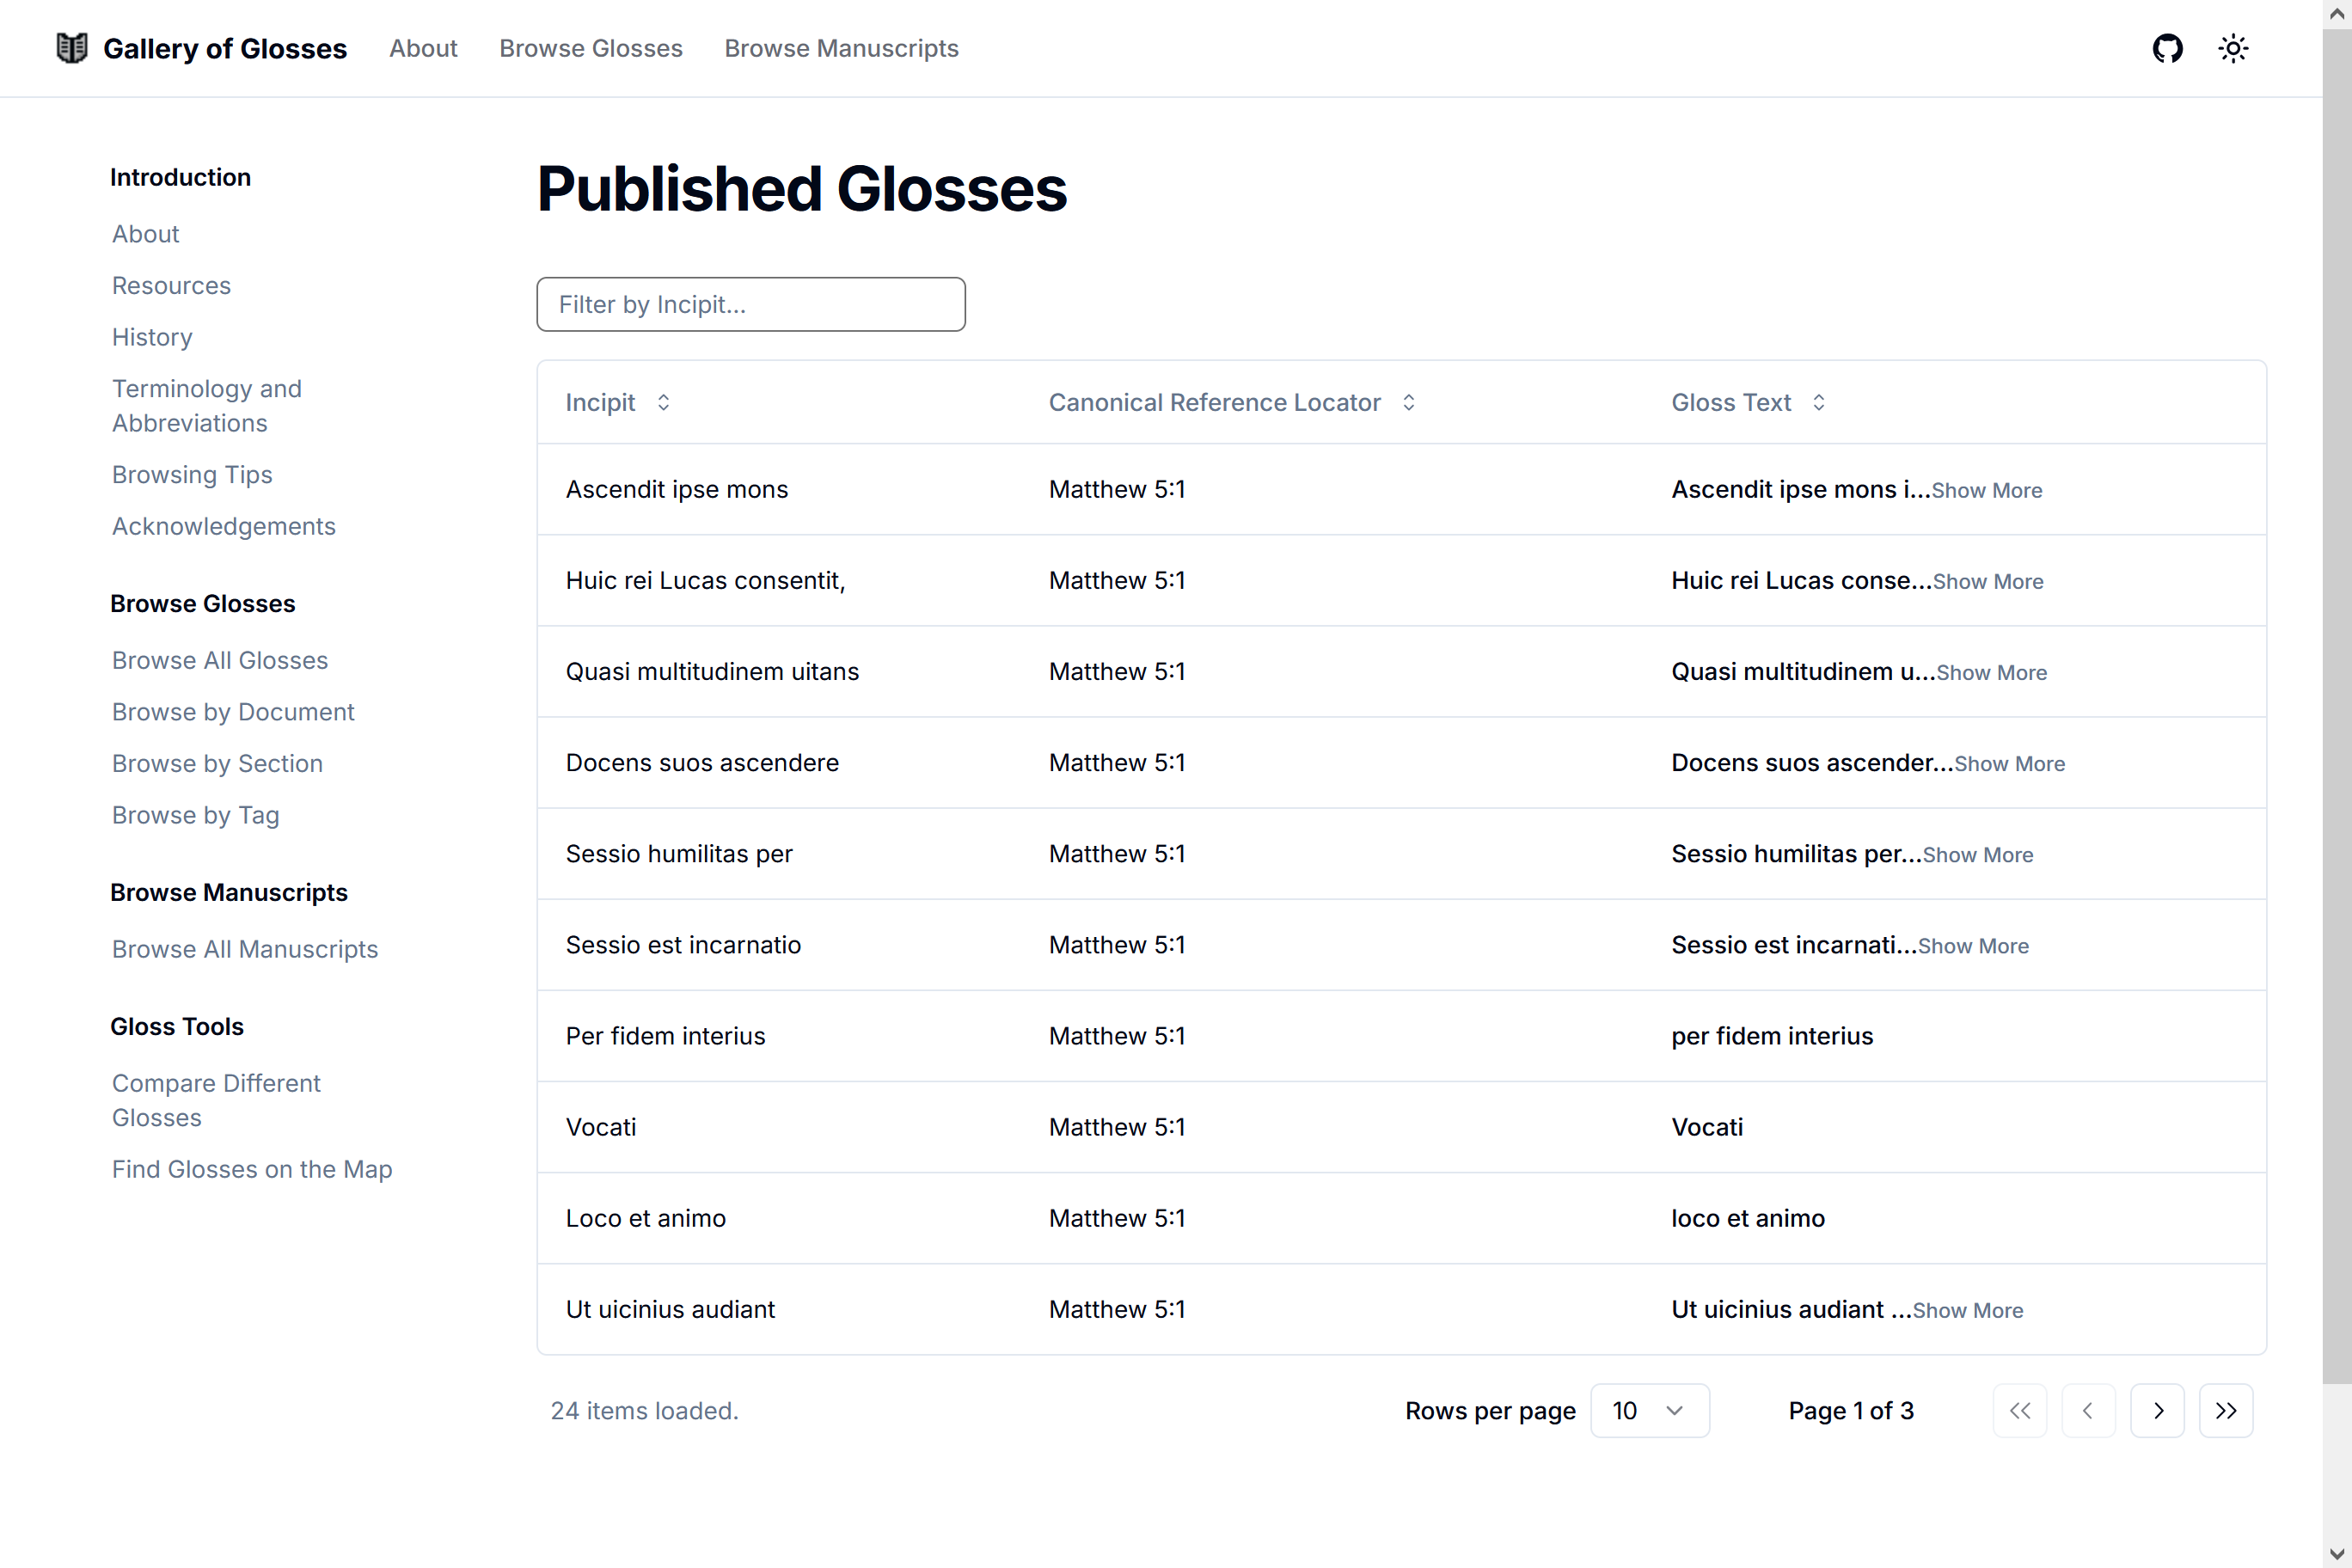 Gallery of Glosses About Browse Glosses Browse Manuscripts
Introduction
About
Resources
History
Terminology and
Abbreviations
Browsing Tips
Acknowledgements
Browse Glosses
Browse All Glosses
Browse by Document
Browse by Section
Browse by Tag
Browse Manuscripts
Browse All Manuscripts
Gloss Tools
Compare Different
Glosses
Find Glosses on the Map
Published Glosses
Filter by Incipit...
Incipit Canonical Reference Locator Gloss Text
Ascendit ipse mons Matthew 5:1 Ascendit ipse mons i...Show More
Huic rei Lucas consentit, Matthew 5:1 Huic rei Lucas conse...Show More
Quasi multitudinem uitans Matthew 5:1 Quasi multitudinem u...Show More
Docens suos ascendere Matthew 5:1 Docens suos ascender...Show More
Sessio humilitas per Matthew 5:1 Sessio humilitas per...Show More
Sessio est incarnatio Matthew 5:1 Sessio est incarnati...Show More
Per fidem interius Matthew 5:1 per fidem interius
Vocati Matthew 5:1 Vocati
Loco et animo Matthew 5:1 loco et animo
Ut uicinius audiant Matthew 5:1 Ut uicinius audiant ...Show More
24 items loaded. Rows per page 10 Page 1 of 3